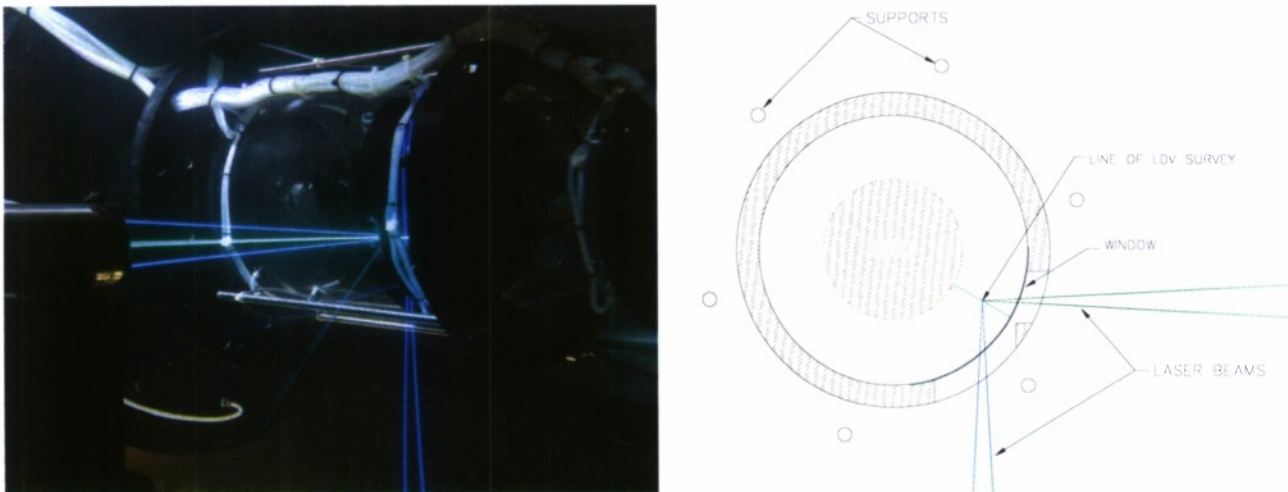 SUPPORTS
LINE OF LDV SURVEY
WINDOW
LASER BEAMS